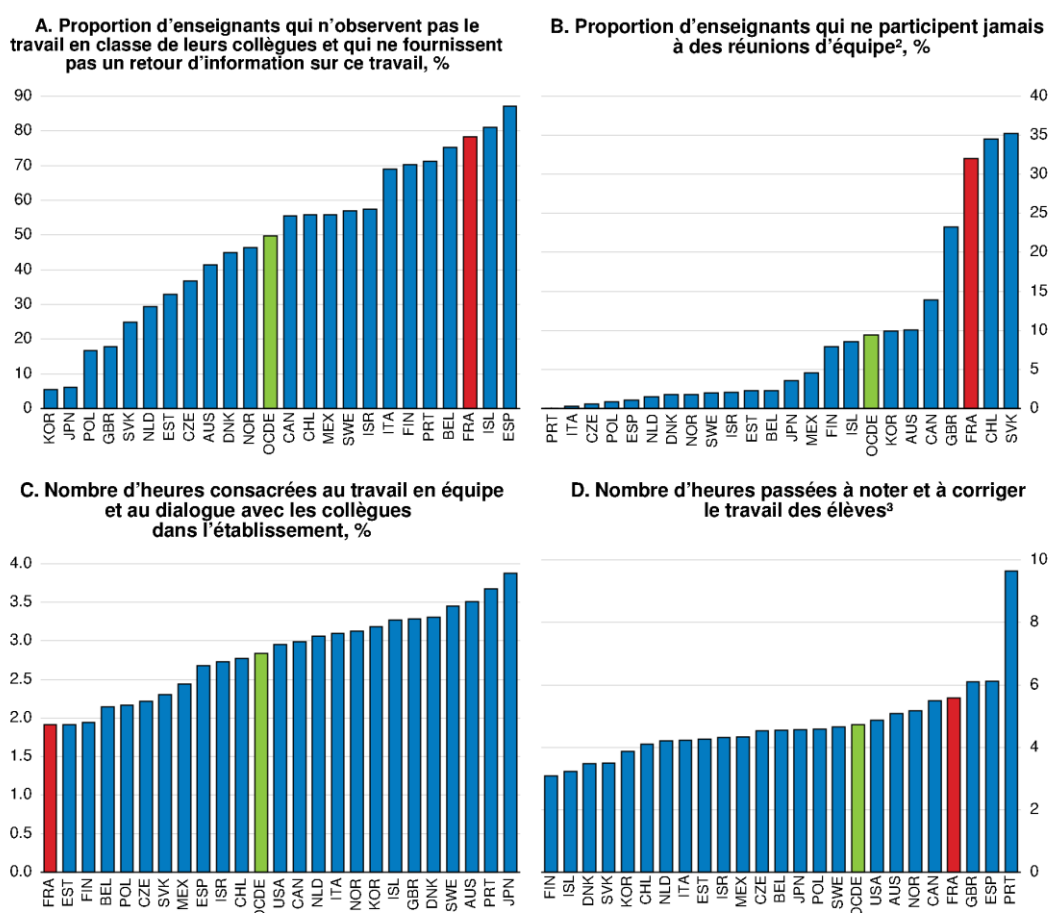 A. Proportion d'enseignants qui n'observent pas le
travail en classe de leurs collègues et qui ne fournissent
pas un retour d'information sur ce travail, %
90
80
70
60
50
40
30
20
10
0
KOR JPN POL GBR SVK NLD EST CZE AUS DNK NOR OCDE CAN CHL MEX SWE ISR ITA FIN PRT BEL FRA ISL ESP
B. Proportion d'enseignants qui ne participent jamais
à des réunions d'équipe², %
40
35
30
25
20
15
10
5
0
PRT ITA CZE POL ESP NLD DNK NOR SWE ISR EST BEL JPN MEX FIN ISL OCDE KOR AUS CAN GBR FRA CHL SVK
C. Nombre d'heures consacrées au travail en équipe
et au dialogue avec les collègues
dans l'établissement, %
4.0
3.5
3.0
2.5
2.0
1.5
1.0
0.5
0.0
FRA EST FIN BEL POL CZE SVK MEX ESP ISR CHL OCDE USA CAN NLD ITA NOR KOR ISL GBR DNK SWE AUS PRT JPN
D. Nombre d'heures passées à noter et à corriger
le travail des élèves³
10
8
6
4
2
0
FIN ISL DNK SVK KOR CHL NLD ITA EST ISR MEX CZE BEL JPN POL SWE OCDE USA AUS NOR CAN FRA GBR ESP PRT